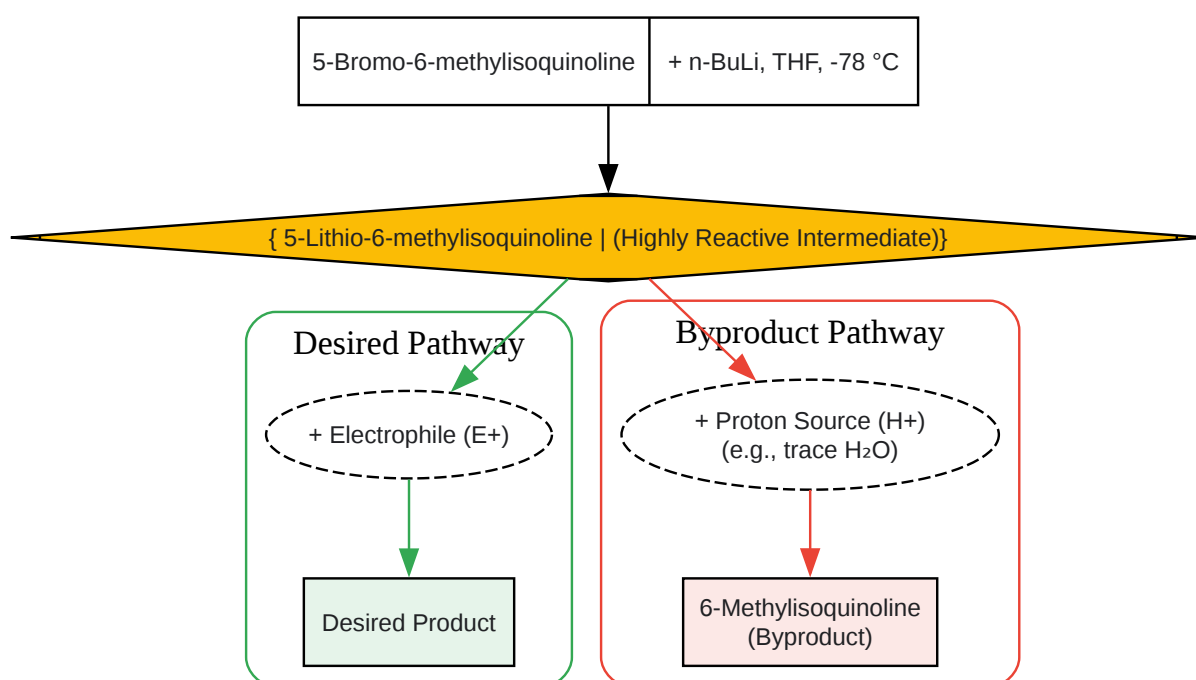 5-Bromo-6-methylisoquinoline
+ n-BuLi, THF, -78 °C
{ 5-Lithio-6-methylisoquinoline | (Highly Reactive Intermediate)}
Desired Pathway
+ Electrophile (E+)
Desired Product
Byproduct Pathway
+ Proton Source (H+)
(e.g., trace H₂O)
6-Methylisoquinoline
(Byproduct)